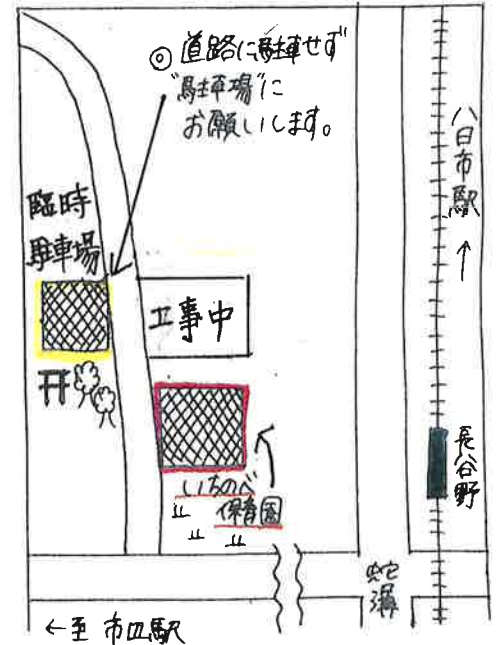 ◎ 道路に駐車せず
"駐車場"に
お願いします。
臨時
駐車場
工事中
いちのべ
保育園
八日市駅
↑
長谷野
蛇溝
←至 市辺駅